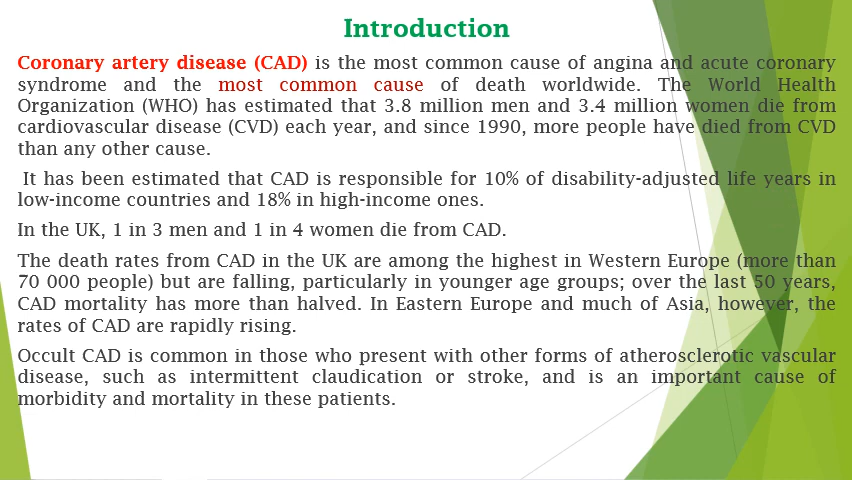 Introduction
Coronary artery disease (CAD) is the most common cause of angina and acute coronary
syndrome and the most common cause of death worldwide. The World Health
Organization (WHO) has estimated that 3.8 million men and 3.4 million women die from
cardiovascular disease (CVD) each year, and since 1990, more people have died from CVD
than any other cause.
It has been estimated that CAD is responsible for 10% of disability-adjusted life years in
low-income countries and 18% in high-income ones.
In the UK, 1 in 3 men and 1 in 4 women die from CAD.
The death rates from CAD in the UK are among the highest in Western Europe (more than
70 000 people) but are falling, particularly in younger age groups; over the last 50 years,
CAD mortality has more than halved. In Eastern Europe and much of Asia, however, the
rates of CAD are rapidly rising.
Occult CAD is common in those who present with other forms of atherosclerotic vascular
disease, such as intermittent claudication or stroke, and is an important cause of
morbidity and mortality in these patients.